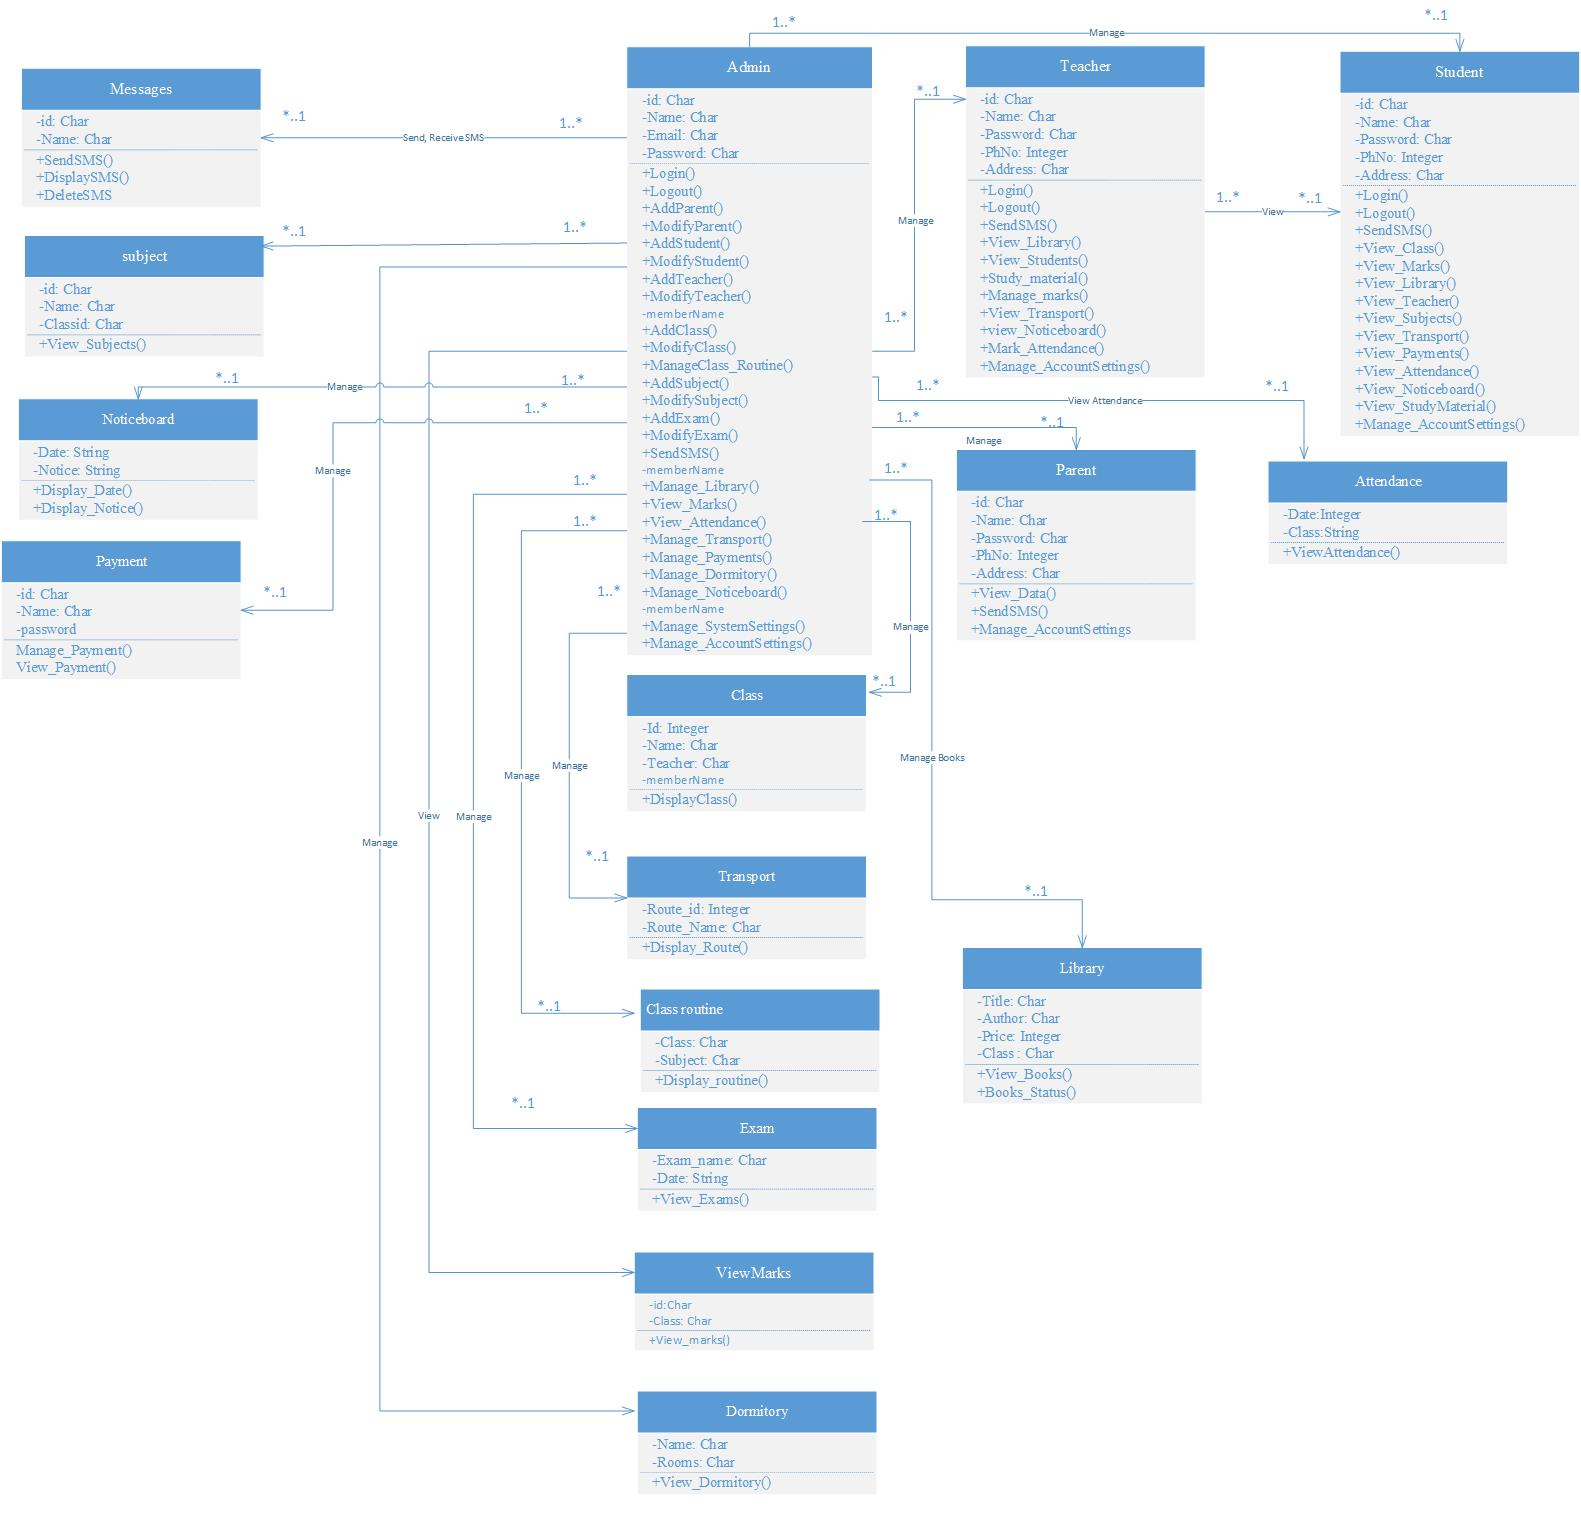 1..*
*..1
Manage
Messages
-id: Char
-Name: Char
+SendSMS()
+DisplaySMS()
+DeleteSMS
*..1
1..*
Send, Receive SMS
subject
-id: Char
-Name: Char
-Classid: Char
+View_Subjects()
*..1
1..*
Noticeboard
-Date: String
-Notice: String
+Display_Date()
+Display_Notice()
*..1
Manage
1..*
Payment
-id: Char
-Name: Char
-password
Manage_Payment()
View_Payment()
*..1
Manage
1..*
Admin
-id: Char
-Name: Char
-Email: Char
-Password: Char
+Login()
+Logout()
+AddParent()
+ModifyParent()
+AddStudent()
+ModifyStudent()
+AddTeacher()
+ModifyTeacher()
-memberName
+AddClass()
+ModifyClass()
+ManageClass_Routine()
+AddSubject()
+ModifySubject()
+AddExam()
+ModifyExam()
+SendSMS()
-memberName
+Manage_Library()
+View_Marks()
+View_Attendance()
+Manage_Transport()
+Manage_Payments()
+Manage_Dormitory()
+Manage_Noticeboard()
-memberName
+Manage_SystemSettings()
+Manage_AccountSettings()
Teacher
-id: Char
-Name: Char
-Password: Char
-PhNo: Integer
-Address: Char
+Login()
+Logout()
+SendSMS()
+View_Library()
+View_Students()
+Study_material()
+Manage_marks()
+View_Transport()
+view_Noticeboard()
+Mark_Attendance()
+Manage_AccountSettings()
*..1
Manage
1..*
1..*
*..1
View
Student
-id: Char
-Name: Char
-Password: Char
-PhNo: Integer
-Address: Char
+Login()
+Logout()
+SendSMS()
+View_Class()
+View_Marks()
+View_Library()
+View_Teacher()
+View_Subjects()
+View_Transport()
+View_Payments()
+View_Attendance()
+View_Noticeboard()
+View_StudyMaterial()
+Manage_AccountSettings()
1..*
*..1
View Attendance
1..*
*..1
Manage
Parent
-id: Char
-Name: Char
-Password: Char
-PhNo: Integer
-Address: Char
+View_Data()
+SendSMS()
+Manage_AccountSettings
Attendance
-Date:Integer
-Class:String
+ViewAttendance()
1..*
1..*
1..*
1..*
1..*
Manage
*..1
Class
-Id: Integer
-Name: Char
-Teacher: Char
-memberName
+DisplayClass()
Manage Books
Manage
Manage
Manage
View
Manage
*..1
Transport
-Route_id: Integer
-Route_Name: Char
+Display_Route()
*..1
Library
-Title: Char
-Author: Char
-Price: Integer
-Class : Char
+View_Books()
+Books_Status()
*..1
Class routine
-Class: Char
-Subject: Char
+Display_routine()
*..1
Exam
-Exam_name: Char
-Date: String
+View_Exams()
ViewMarks
-id:Char
-Class: Char
+View_marks()
Dormitory
-Name: Char
-Rooms: Char
+View_Dormitory()